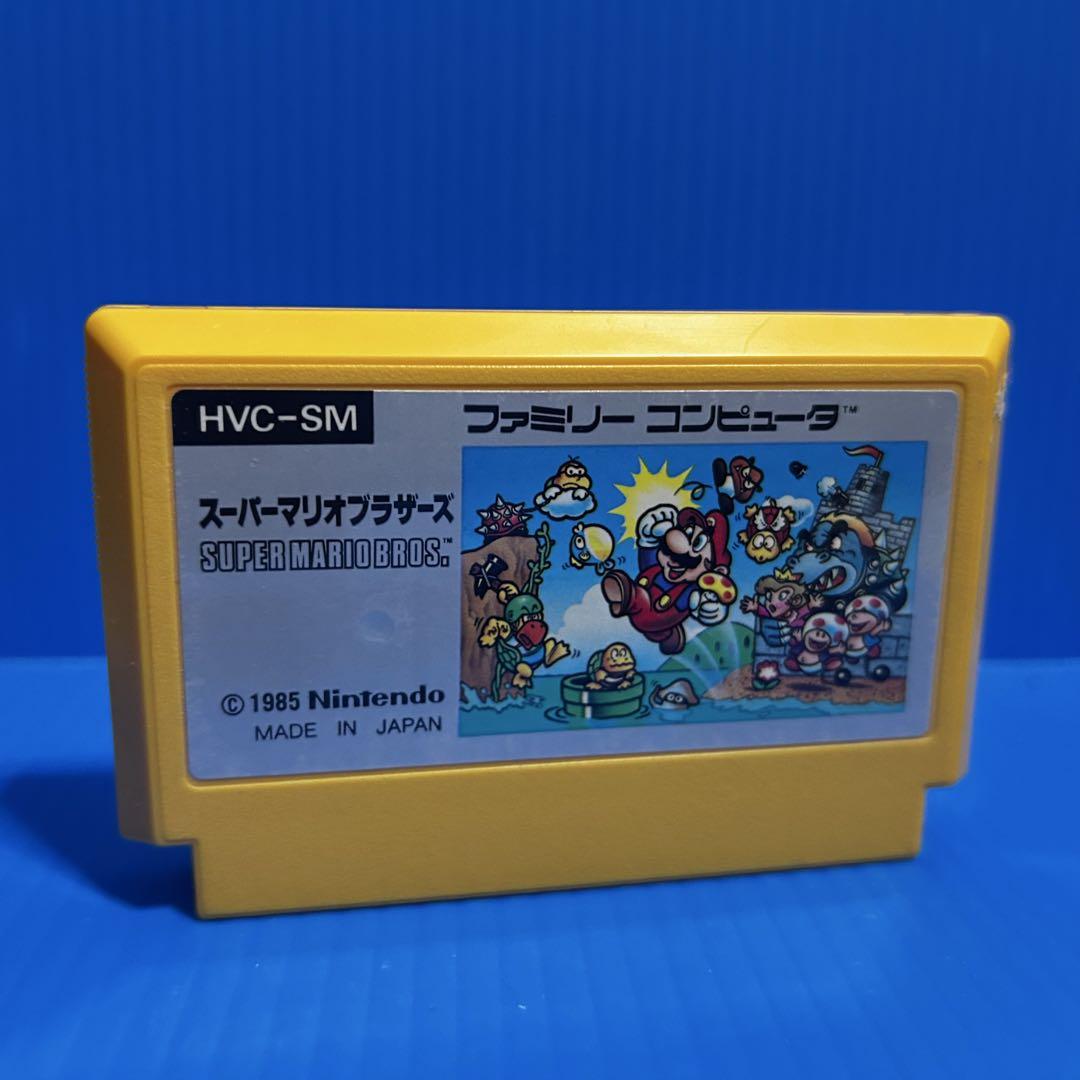 HVC-SM
ファミリー コンピュータ™
スーパーマリオブラザーズ
SUPER MARIO BROS.™
© 1985 Nintendo
MADE IN JAPAN